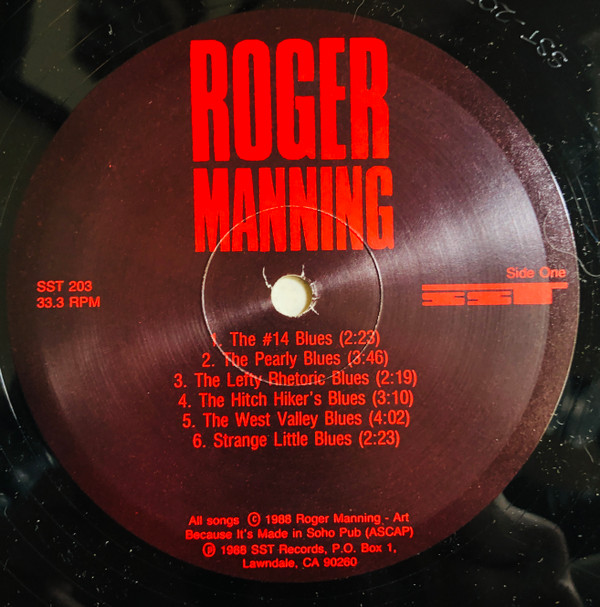 ROGER
MANNING
SST 203
33.3 RPM
Side One
SST
1. The #14 Blues (2:23)
2. The Pearly Blues (3:46)
3. The Lefty Rhetoric Blues (2:19)
4. The Hitch Hiker's Blues (3:10)
5. The West Valley Blues (4:02)
6. Strange Little Blues (2:23)
All songs © 1988 Roger Manning - Art
Because It's Made in Soho Pub (ASCAP)
℗ 1988 SST Records, P.O. Box 1,
Lawndale, CA 90260